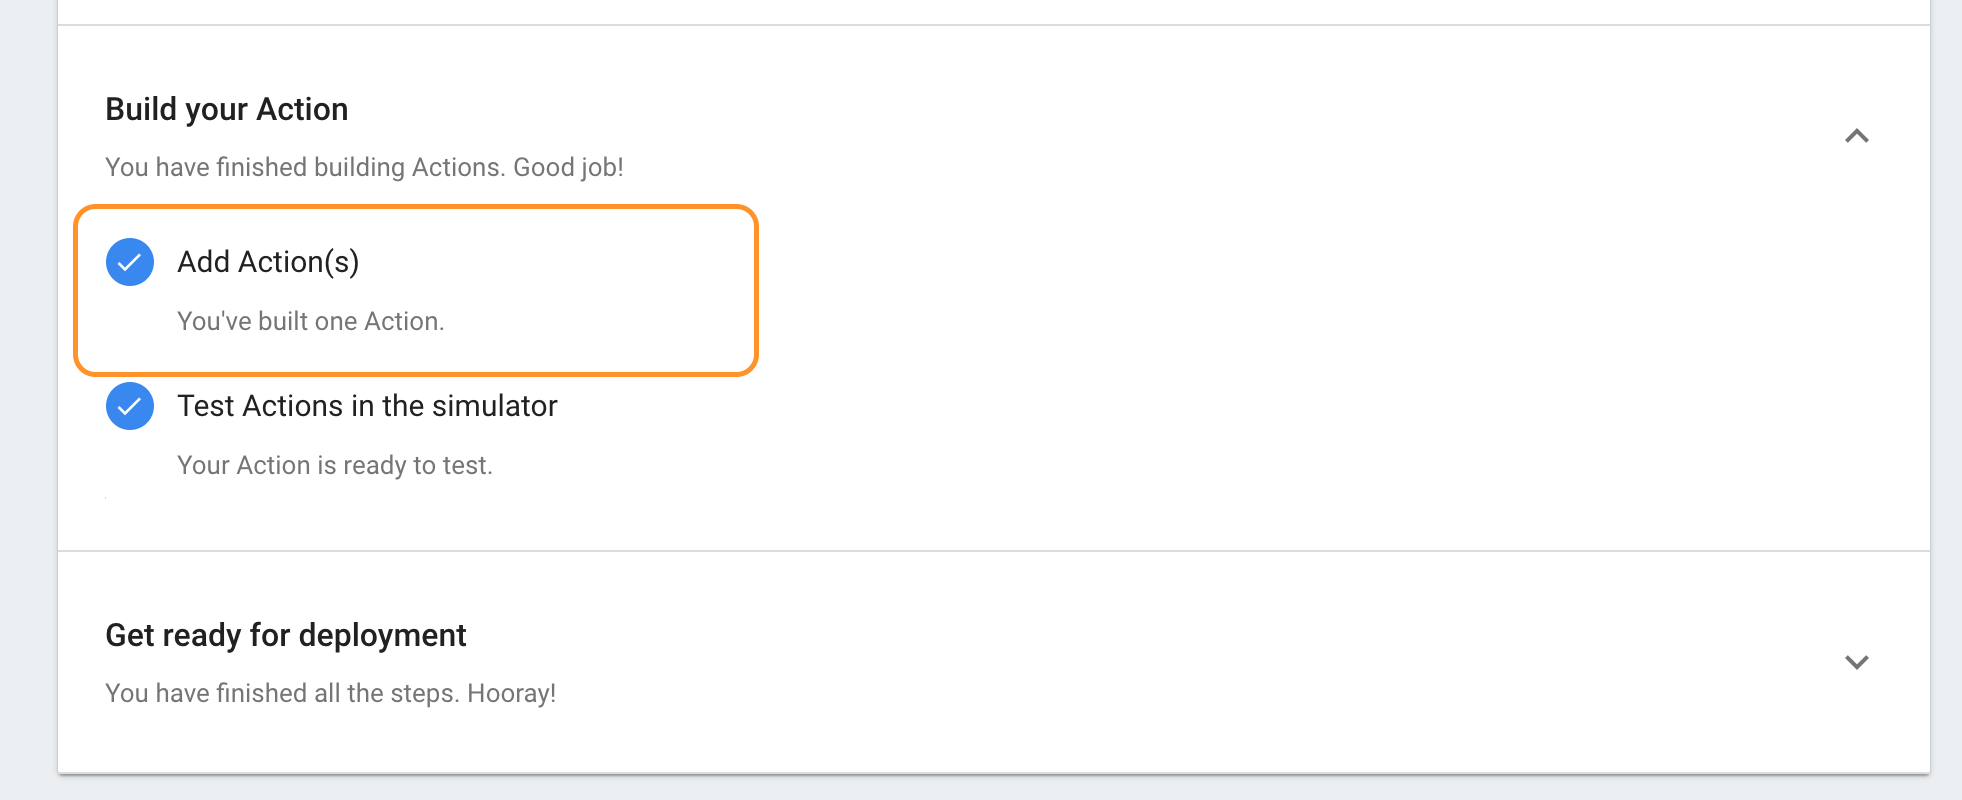 Build your Action
You have finished building Actions. Good job!
Add Action(s)
You've built one Action.
Test Actions in the simulator
Your Action is ready to test.
Get ready for deployment
You have finished all the steps. Hooray!